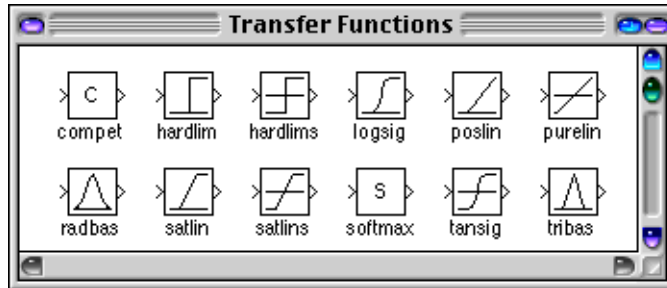 Transfer Functions
C
compet hardlim hardlims logsig poslin purelin
S
radbas satlin satlins softmax tansig tribas